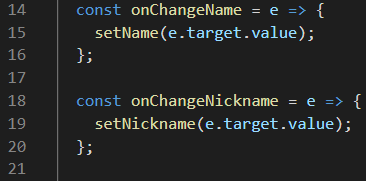 14 const onChangeName = e => {
15 setName(e.target.value);
16 };
17
18 const onChangeNickname = e => {
19 setNickname(e.target.value);
20 };
21